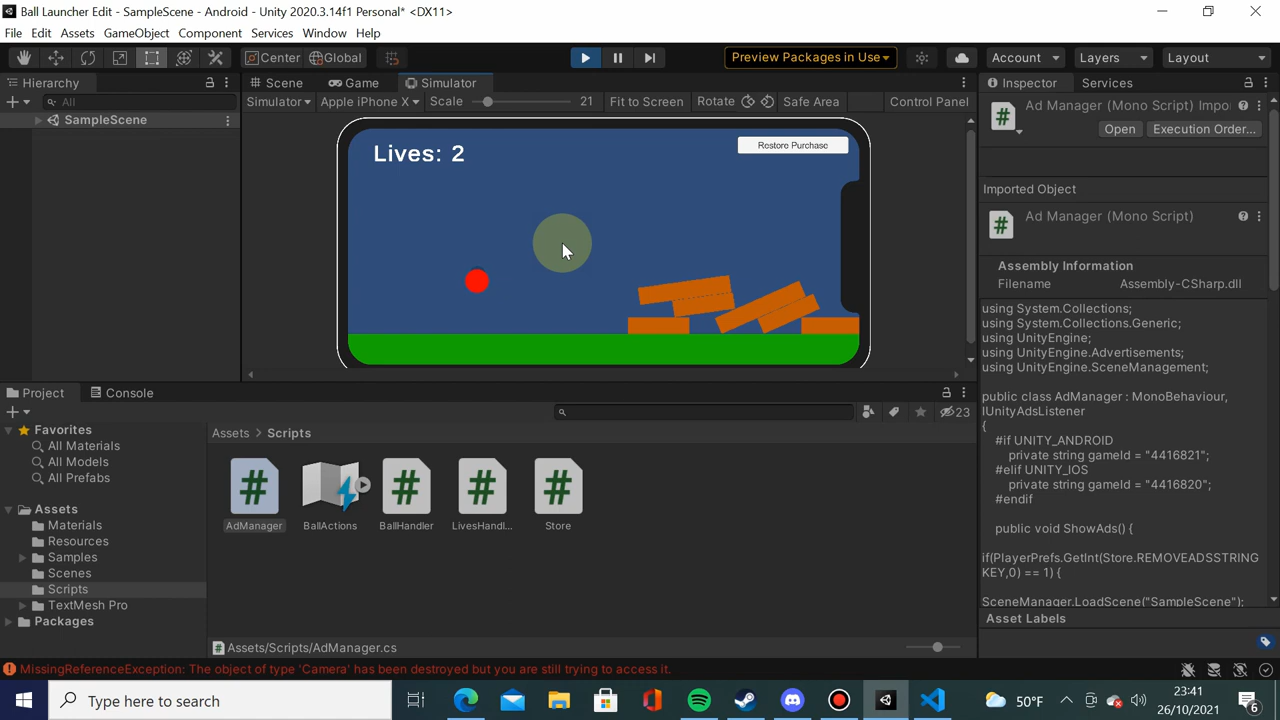 Ball Launcher Edit - SampleScene - Android - Unity 2020.3.14f1 Personal* <DX11>
File Edit Assets GameObject Component Services Window Help
Center Global Preview Packages in Use Account Layers Layout
Hierarchy Scene Game Simulator Inspector Services
All Simulator Apple iPhone X Scale 21 Fit to Screen Rotate Safe Area Control Panel
SampleScene
Ad Manager (Mono Script) Impo
Open Execution Order...
Lives: 2
Restore Purchase
Imported Object
Ad Manager (Mono Script)
Assembly Information
Filename Assembly-CSharp.dll
using System.Collections;
using System.Collections.Generic;
using UnityEngine;
using UnityEngine.Advertisements;
using UnityEngine.SceneManagement;
public class AdManager : MonoBehaviour,
IUnityAdsListener
{
#if UNITY_ANDROID
private string gameId = "4416821";
#elif UNITY_IOS
private string gameId = "4416820";
#endif
public void ShowAds() {
if(PlayerPrefs.GetInt(Store.REMOVEADSSTRING
KEY,0) == 1) {
SceneManager.LoadScene("SampleScene");
Asset Labels
Project Console
23
Favorites
All Materials
All Models
All Prefabs
Assets
Materials
Resources
Samples
Scenes
Scripts
TextMesh Pro
Packages
Assets > Scripts
AdManager BallActions BallHandler LivesHandl... Store
Assets/Scripts/AdManager.cs
MissingReferenceException: The object of type 'Camera' has been destroyed but you are still trying to access it.
Type here to search
50°F
23:41
26/10/2021
6